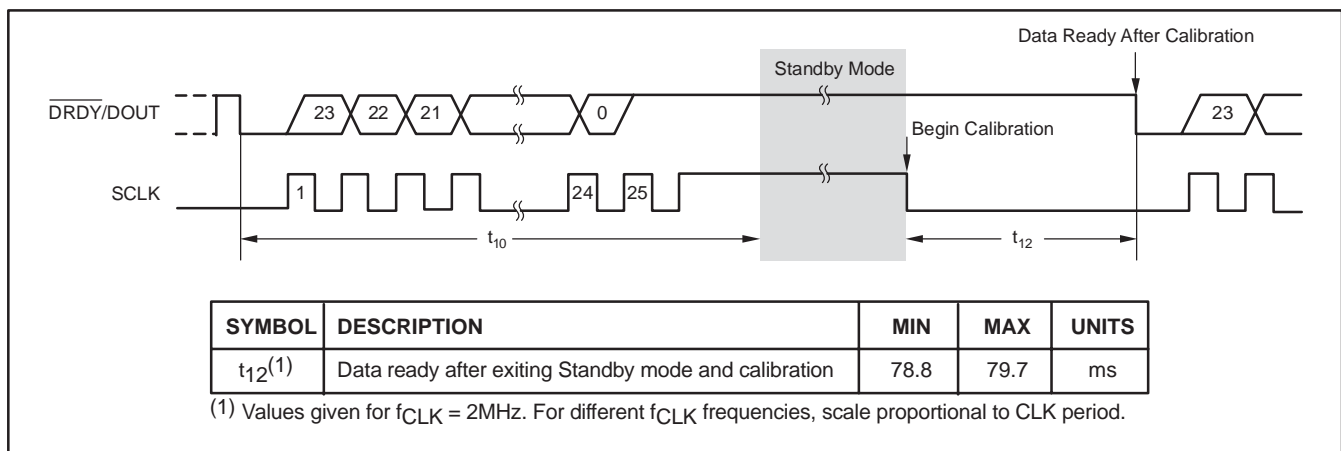 Data Ready After Calibration
Standby Mode
DRDY/DOUT
23 22 21 0 23
Begin Calibration
SCLK
1 24 25
t10 t12
SYMBOL DESCRIPTION MIN MAX UNITS
t12(1) Data ready after exiting Standby mode and calibration 78.8 79.7 ms
(1) Values given for fCLK = 2MHz. For different fCLK frequencies, scale proportional to CLK period.